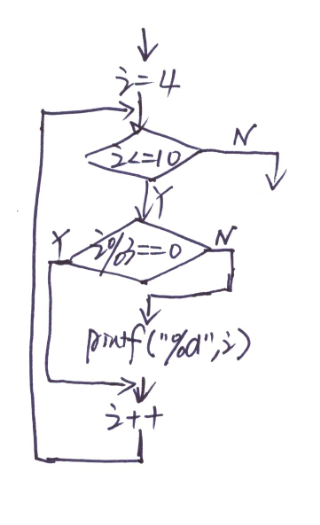 i=4
i<=10
N
Y
Y
i%3==0
N
printf("%d",i)
i++